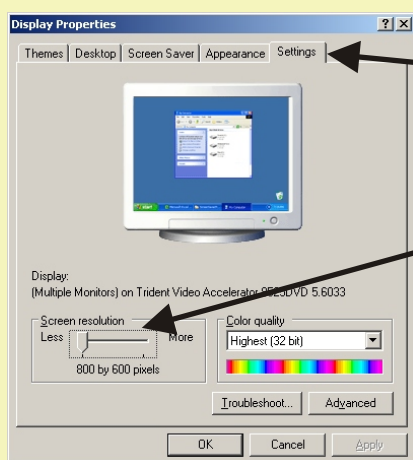 Display Properties
Themes Desktop Screen Saver Appearance Settings
Display:
(Multiple Monitors) on Trident Video Accelerator DVD 5.6033
Screen resolution
Less More
800 by 600 pixels
Color quality
Highest (32 bit)
Troubleshoot... Advanced
OK Cancel Apply